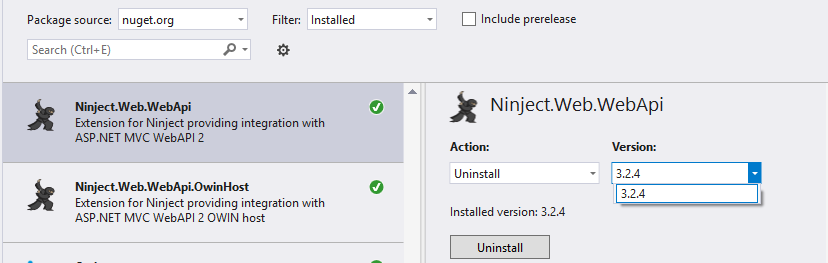 Package source: nuget.org Filter: Installed Include prerelease
Search (Ctrl+E)
Ninject.Web.WebApi
Extension for Ninject providing integration with
ASP.NET MVC WebAPI 2
Ninject.Web.WebApi.OwinHost
Extension for Ninject providing integration with
ASP.NET MVC WebAPI 2 OWIN host
Ninject.Web.WebApi
Action: Version:
Uninstall 3.2.4
3.2.4
Installed version: 3.2.4
Uninstall